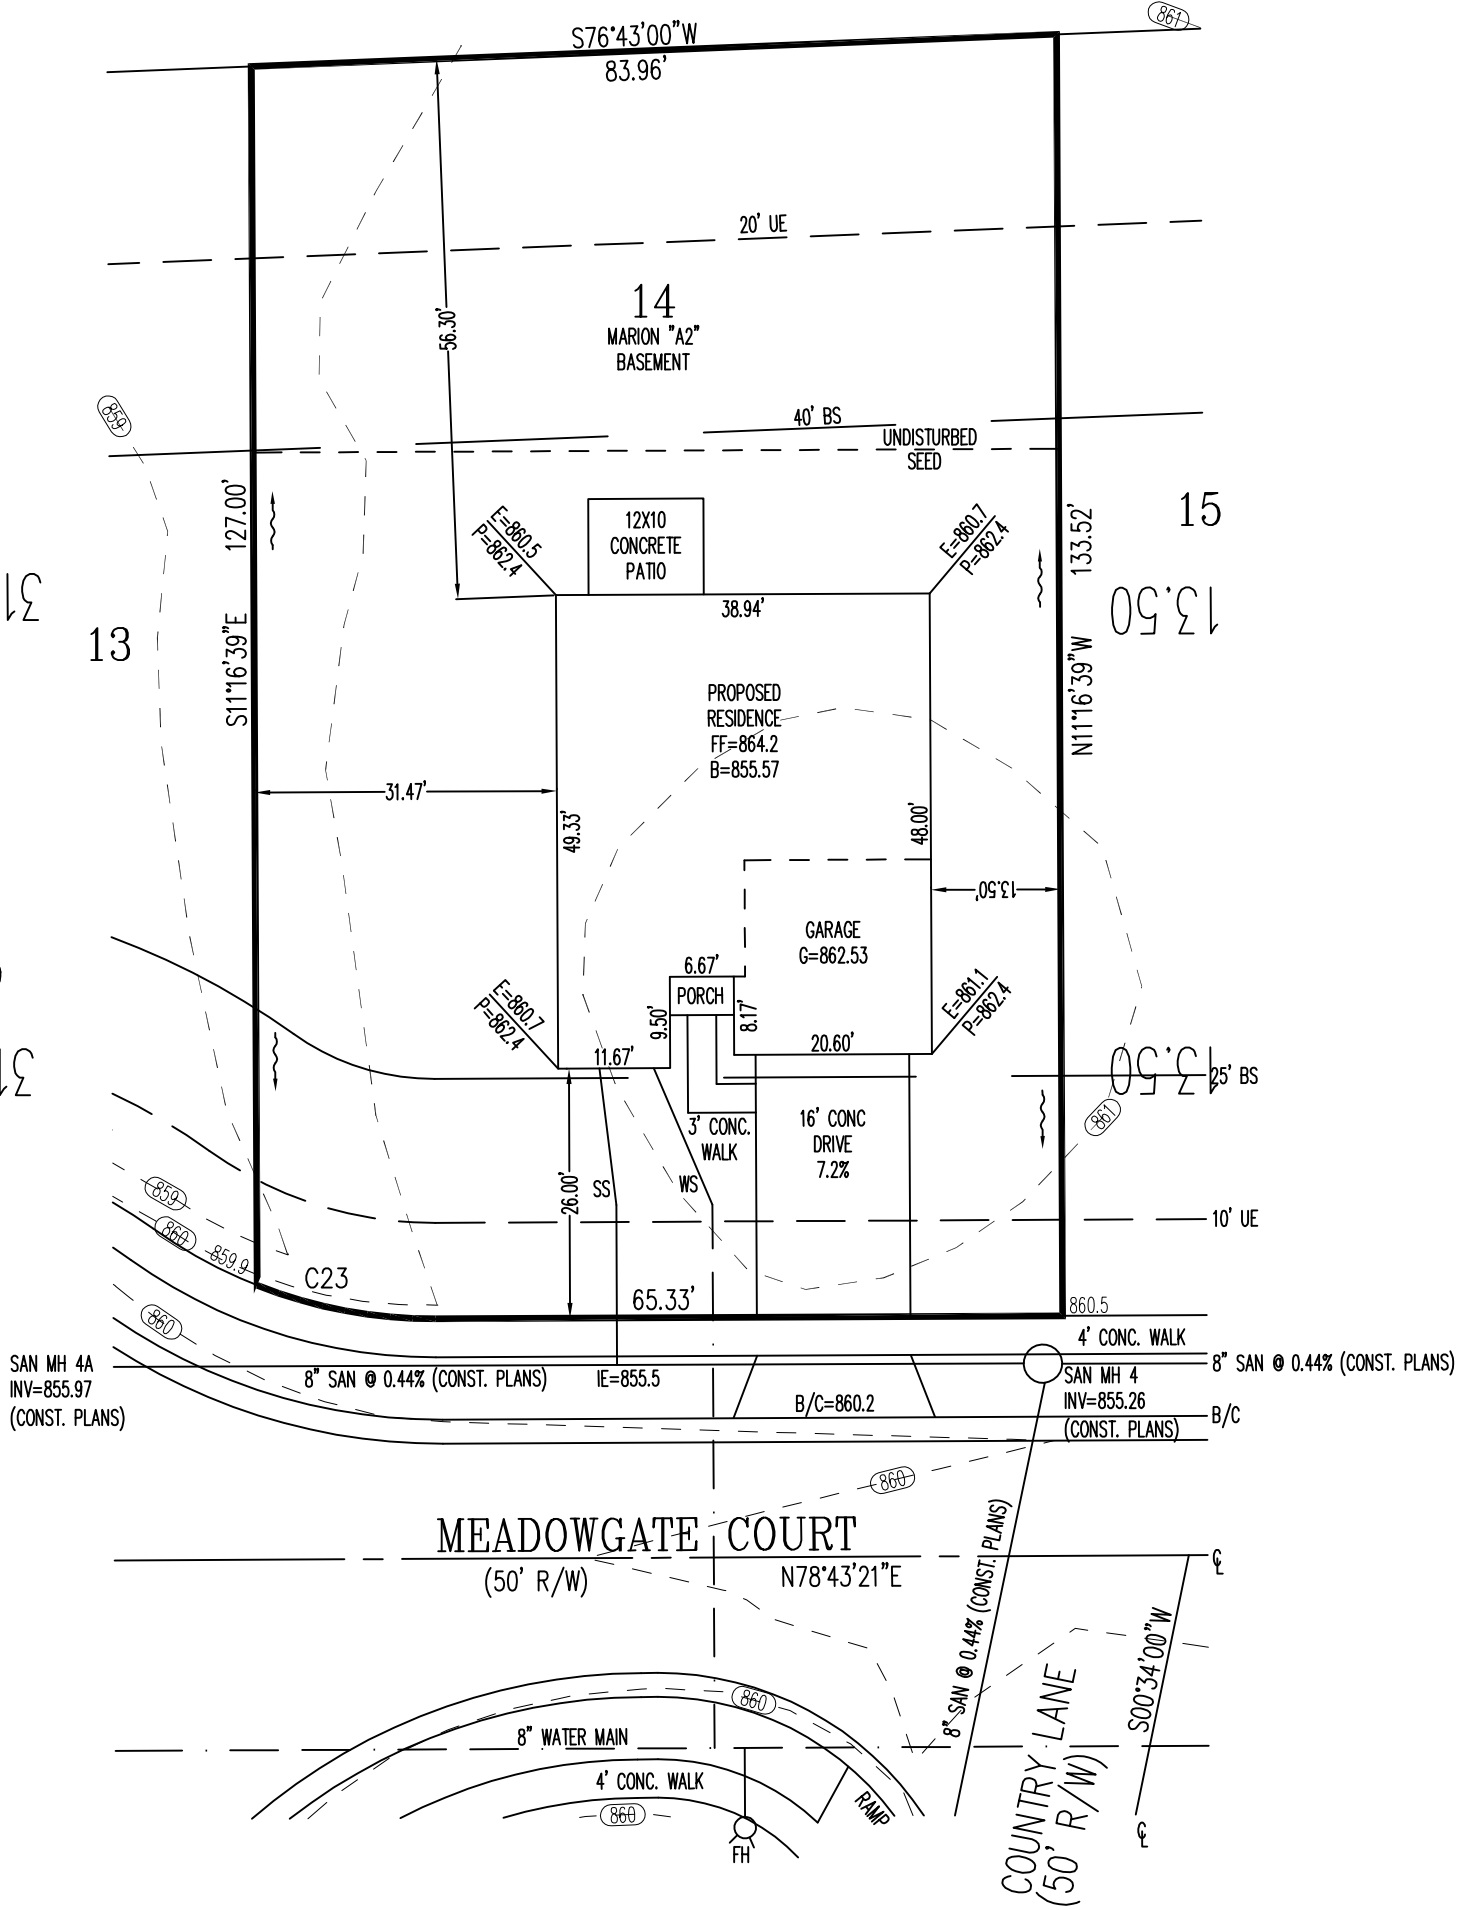 861
S76°43'00"W
83.96'
20' UE
14
MARION "A2"
BASEMENT
56.30'
859
40' BS
UNDISTURBED
SEED
127.00'
S11°16'39"E
133.52'
N11°16'39"W
15
13
31
13.50
E=860.5
P=862.4
12X10
CONCRETE
PATIO
E=860.7
P=862.4
38.94'
PROPOSED
RESIDENCE
FF=864.2
B=855.57
31.47'
49.33'
48.00'
13.50'
GARAGE
G=862.53
6.67'
PORCH
9.50'
8.17'
E=860.7
P=862.4
E=861.1
P=862.4
11.67'
20.60'
31
13.50
25' BS
861
3' CONC.
WALK
16' CONC
DRIVE
7.2%
26.00'
SS
WS
859
860
859.9
10' UE
C23
65.33'
860.5
860
4' CONC. WALK
SAN MH 4A
INV=855.97
(CONST. PLANS)
8" SAN @ 0.44% (CONST. PLANS)
IE=855.5
SAN MH 4
INV=855.26
(CONST. PLANS)
8" SAN @ 0.44% (CONST. PLANS)
B/C=860.2
B/C
860
MEADOWGATE COURT
(50' R/W)
N78°43'21"E
8" SAN @ 0.44% (CONST. PLANS)
CL
S00°34'00"W
COUNTRY LANE
(50' R/W)
CL
860
8" WATER MAIN
4' CONC. WALK
860
RAMP
FH